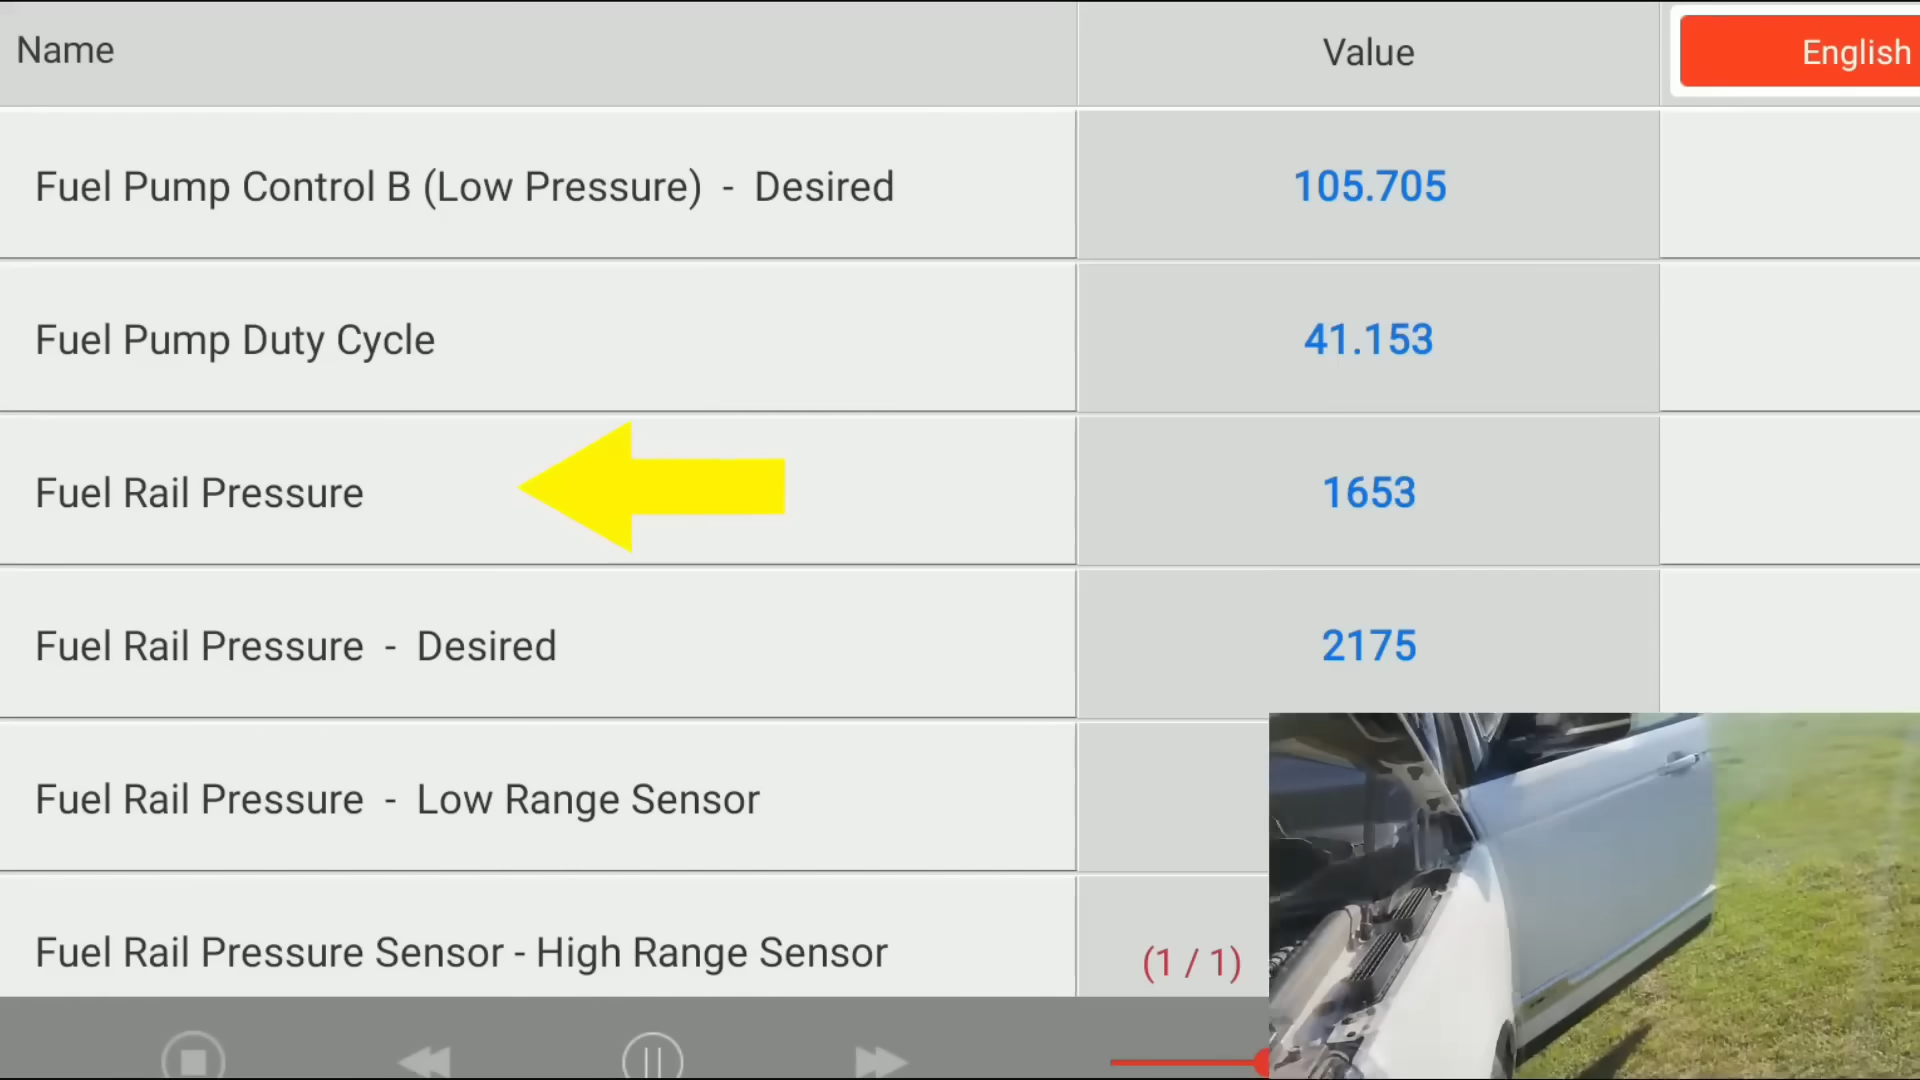 Name Value English
Fuel Pump Control B (Low Pressure) - Desired 105.705
Fuel Pump Duty Cycle 41.153
Fuel Rail Pressure 1653
Fuel Rail Pressure - Desired 2175
Fuel Rail Pressure - Low Range Sensor
Fuel Rail Pressure Sensor - High Range Sensor (1 / 1)